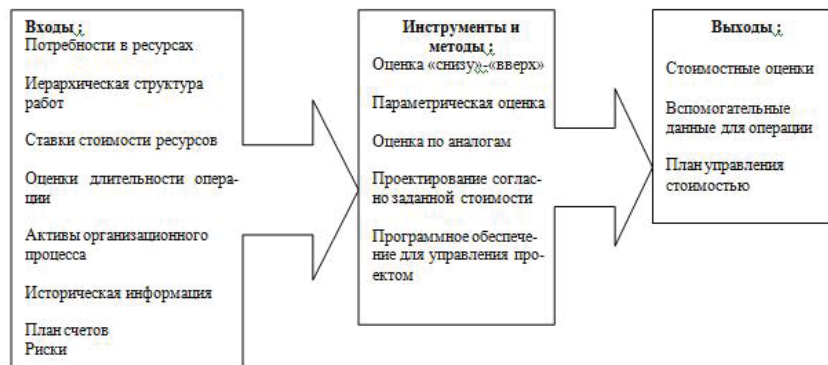 Входы :
Потребности в ресурсах
Иерархическая структура
работ
Ставки стоимости ресурсов
Оценки длительности опера-
ции
Активы организационного
процесса
Историческая информация
План счетов
Риски
Инструменты и
методы :
Оценка «снизу»-«вверх»
Параметрическая оценка
Оценка по аналогам
Проектирование соглас-
но заданной стоимости
Программное обеспече-
ние для управления про-
ектом
Выходы :
Стоимостные оценки
Вспомогательные
данные для операции
План управления
стоимостью